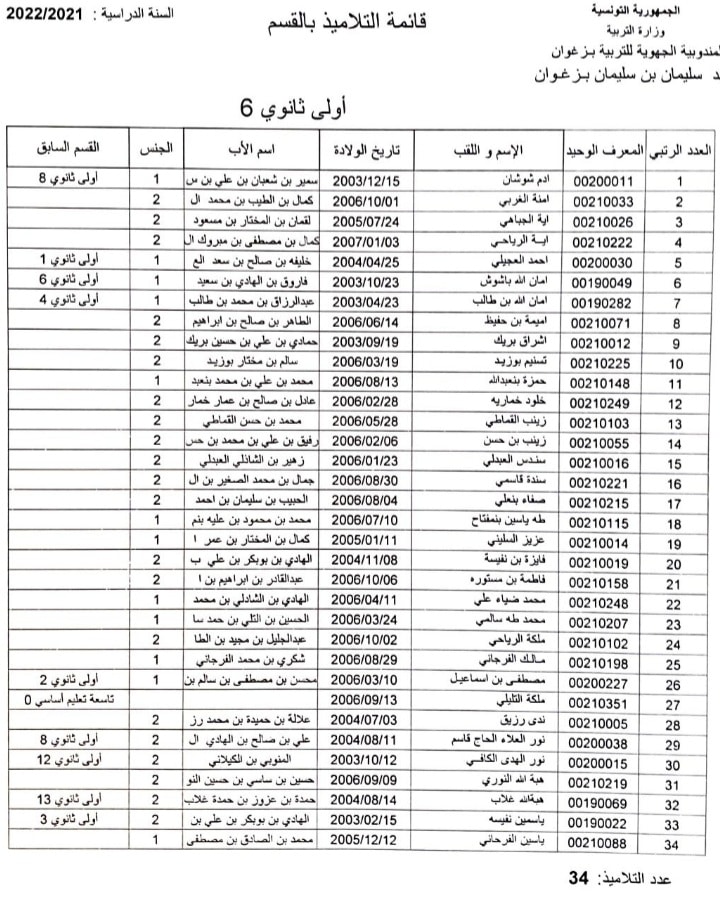 الجمهورية التونسية
وزارة التربية
المندوبية الجهوية للتربية بـزغوان
د سليمان بن سليمان بـزغوان
قائمة التلاميذ بالقسم
السنة الدراسية : 2022/2021
أولى ثانوي 6
العدد الرتبي المعرف الوحيد الإسم و اللقب تاريخ الولادة اسم الأب الجنس القسم السابق
1 00200011 ادم شوشان 2003/12/15 سمير بن شعبان بن علي بن س 1 أولى ثانوي 8
2 00210033 امنة الغربي 2006/10/01 كمال بن الطيب بن محمد ال 2
3 00210026 اية الجباهي 2005/07/24 لقمان بن المختار بن مسعود 2
4 00210222 ايـة الرياحي 2007/01/03 كمال بن مصطفى بن مبروك ال 2
5 00200030 احمد العجيلي 2004/04/25 خليفه بن صالح بن سعد الع 1 أولى ثانوي 1
6 00190049 امان الله باشوش 2003/10/23 فاروق بن الهادي بن سعيد 1 أولى ثانوي 6
7 00190282 امان الله بن طالب 2003/04/23 عبدالرزاق بن محمد بن طالب 1 أولى ثانوي 4
8 00210071 اميمة بن حفيظ 2006/06/14 الطاهر بن صالح بن ابراهيم 2
9 00210012 اشراق بريك 2003/09/19 حمادي بن علي بن حسين بريك 2
10 00210225 تسنيم بوزيد 2006/03/19 سالم بن مختار بوزيد 2
11 00210148 حمزة بنعبدالله 2006/08/13 محمد بن علي بن محمد بنعبد 1
12 00210249 خلود خماريه 2006/02/28 عادل بن صالح بن عمار خمار 2
13 00210103 زينب القماطي 2006/05/28 محمد بن حسن القماطي 2
14 00210055 زينب بن حسن 2006/02/06 رفيق بن علي بن محمد بن حس 2
15 00210016 سندس العبدلي 2006/01/23 زهير بن الشاذلي العبدلي 2
16 00210221 سندة قاسمي 2006/08/30 جمال بن محمد الصغير بن ال 2
17 00210215 صفاء بنعلي 2006/08/04 الحبيب بن سليمان بن احمد 2
18 00210115 طه ياسين بنمفتاح 2006/07/10 محمد بن محمود بن عليه بنم 1
19 00210014 عزيز السليني 2005/01/11 كمال بن المختار بن عمر ا 1
20 00210019 فايزة بن نفيسة 2004/11/08 الهادي بن بوبكر بن علي ب 2
21 00210158 فاطمة بن مستوره 2006/10/06 عبدالقادر بن ابراهيم بن ا 2
22 00210248 محمد ضياء علي 2006/04/11 الهادي بن الشادلي بن محمد 1
23 00210207 محمد طه سالمي 2006/03/24 الحسين بن التلي بن حمد سا 1
24 00210102 ملكة الرياحي 2006/10/02 عبدالجليل بن مجيد بن الطا 2
25 00210198 مـالـك الفرجاني 2006/08/29 شكري بن محمد الفرجاني 1
26 00200227 مصطفـى بن اسماعيل 2006/03/10 محسن بن مصطفى بن سالم بن 1 أولى ثانوي 2
27 00210351 ملكة التليلي 2006/09/13 تاسعة تعليم أساسي 0
28 00210005 ندى رزيق 2004/07/03 علالة بن حميدة بن محمد رز 2
29 00200038 نور العلاء الحاج قاسم 2004/08/11 علي بن صالح بن الهادي ال 2 أولى ثانوي 8
30 00200015 نور الهدى الكافـي 2003/10/12 المنوبي بن الكيلاني 2 أولى ثانوي 12
31 00210219 هبة الله النوري 2006/09/09 حسين بن ساسي بن حسين النو 2
32 00190069 هبةالله غلاب 2004/08/14 حمدة بن عزوز بن حمدة غلاب 2 أولى ثانوي 13
33 00190022 ياسمين نفيسه 2003/02/15 الهادي بن بوبكر بن علي بن 2 أولى ثانوي 3
34 00210088 ياسين الفرحاني 2005/12/12 محمد بن الصادق بن مصطفى 1
عدد التلاميذ: 34